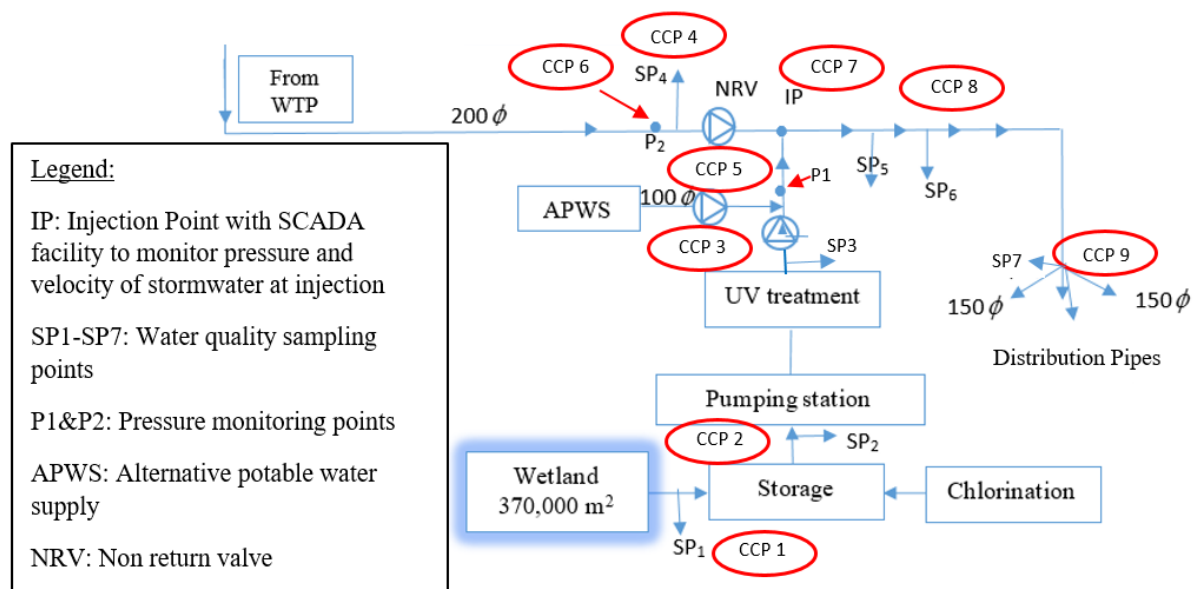 CCP 4
CCP 6
SP4
NRV
IP
CCP 7
CCP 8
From
WTP
200 ϕ
P2
CCP 5
P1
SP5
SP6
APWS
100 ϕ
CCP 3
SP3
UV treatment
SP7
CCP 9
150 ϕ
150 ϕ
Distribution Pipes
Pumping station
CCP 2
SP2
Wetland
370,000 m²
Storage
Chlorination
SP1
CCP 1
Legend:
IP: Injection Point with SCADA
facility to monitor pressure and
velocity of stormwater at injection
SP1-SP7: Water quality sampling
points
P1&P2: Pressure monitoring points
APWS: Alternative potable water
supply
NRV: Non return valve